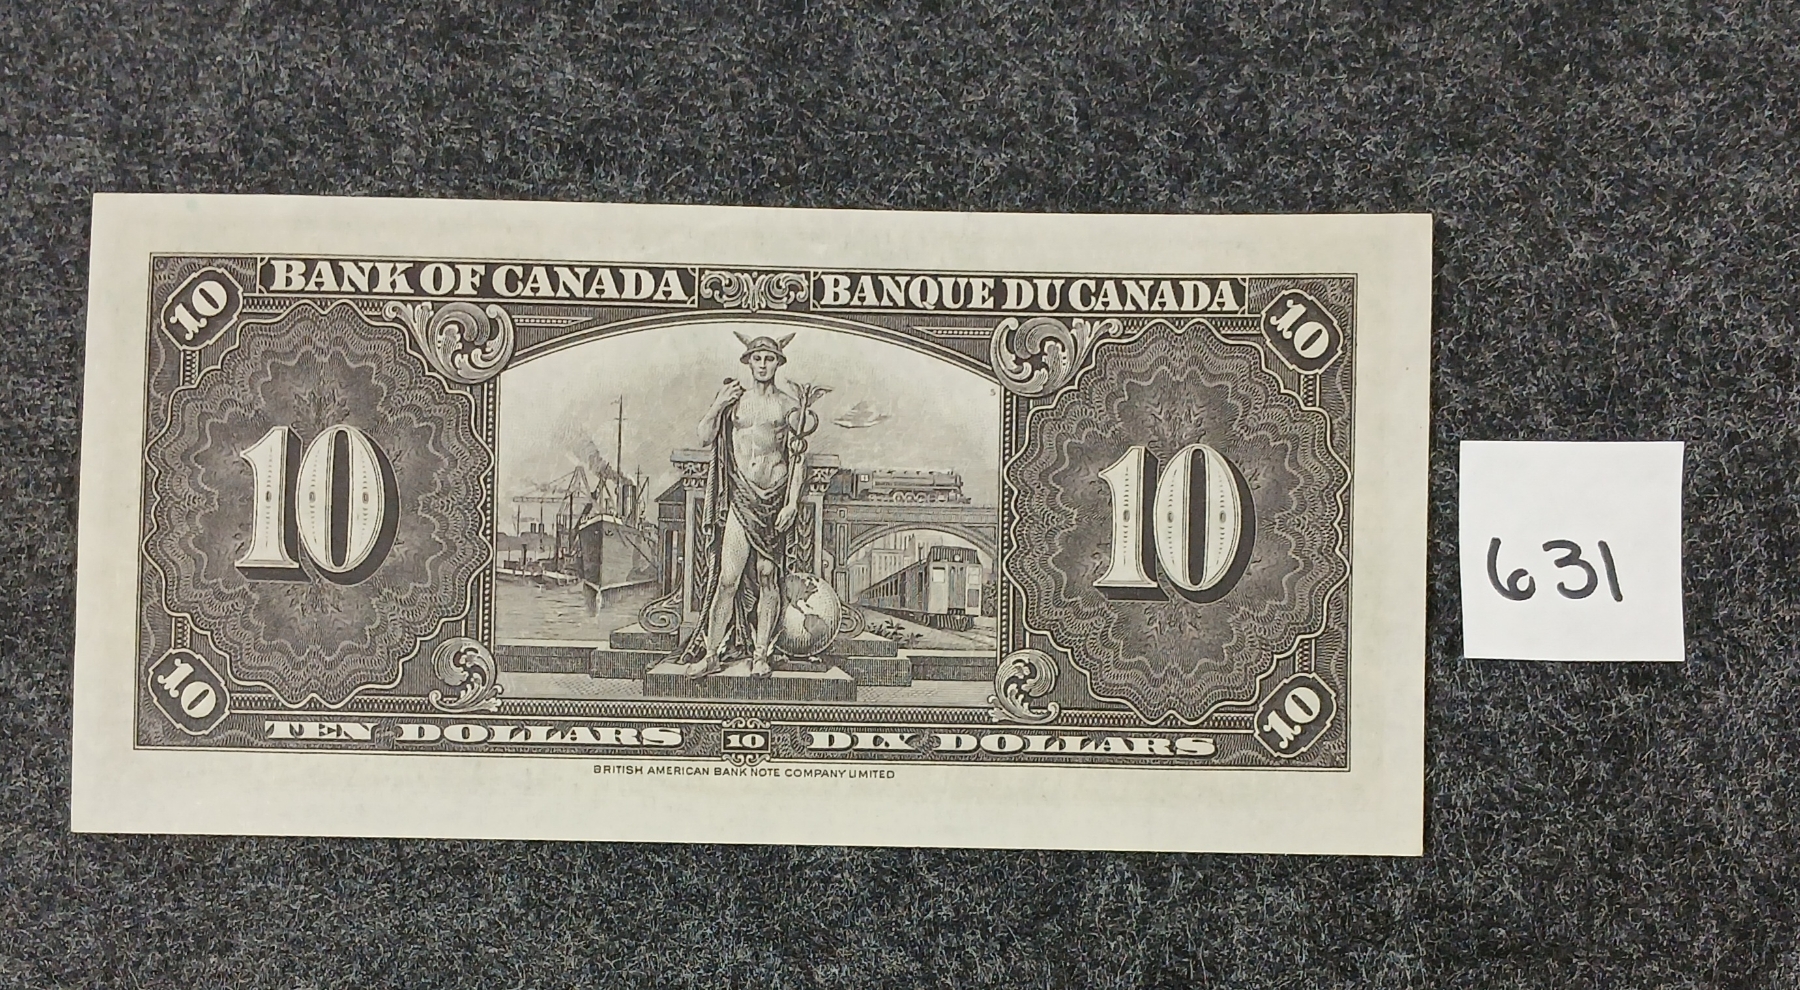 10 BANK OF CANADA BANQUE DU CANADA 10
S
10 10
631
10 TEN DOLLARS 10 DIX DOLLARS 10
BRITISH AMERICAN BANK NOTE COMPANY LIMITED